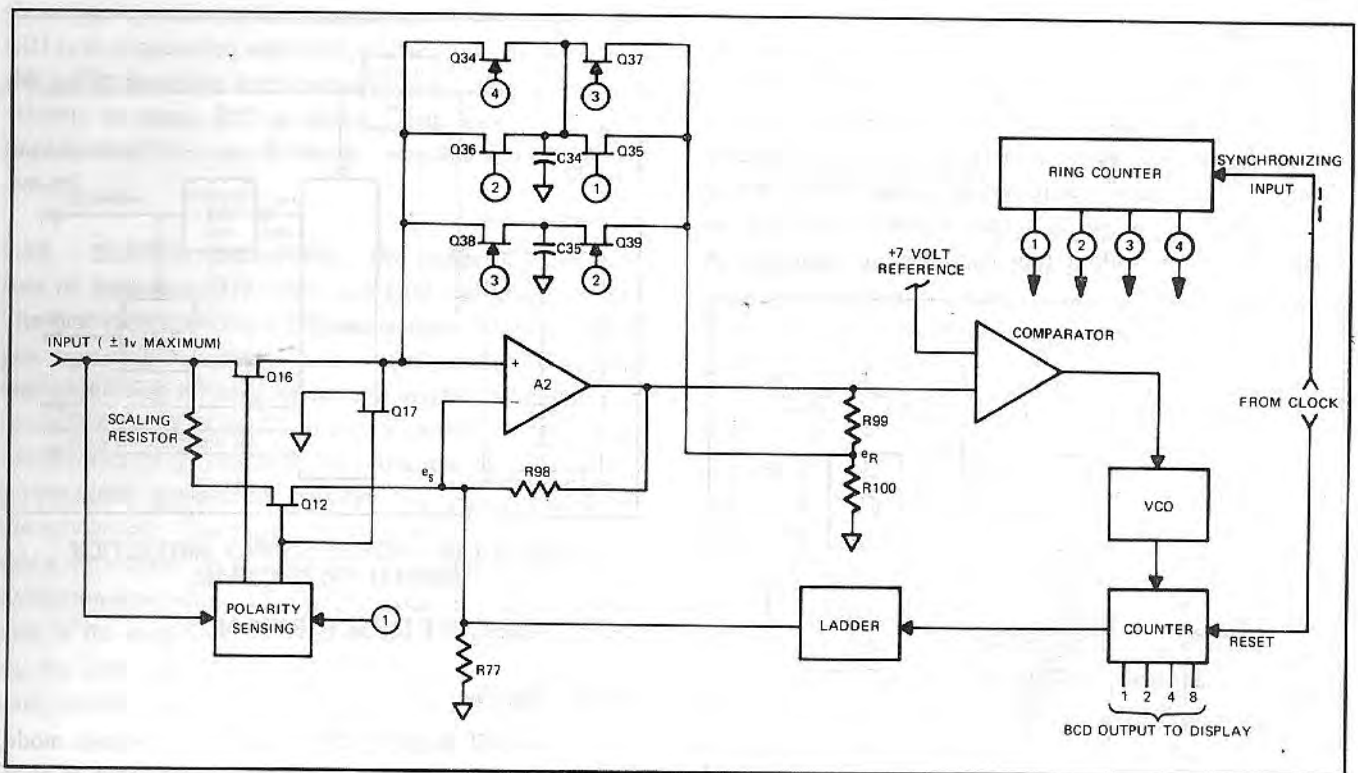 Q34
Q37
4
3
Q36
C34
Q35
2
1
Q38
C35
Q39
3
2
RING COUNTER
SYNCHRONIZING
INPUT
1
2
3
4
+7 VOLT
REFERENCE
COMPARATOR
INPUT ( ± 1v MAXIMUM)
Q16
+
A2
-
Q17
SCALING
RESISTOR
R99
FROM CLOCK
eS
R98
eR
R100
Q12
VCO
POLARITY
SENSING
1
LADDER
COUNTER
RESET
R77
1 2 4 8
BCD OUTPUT TO DISPLAY